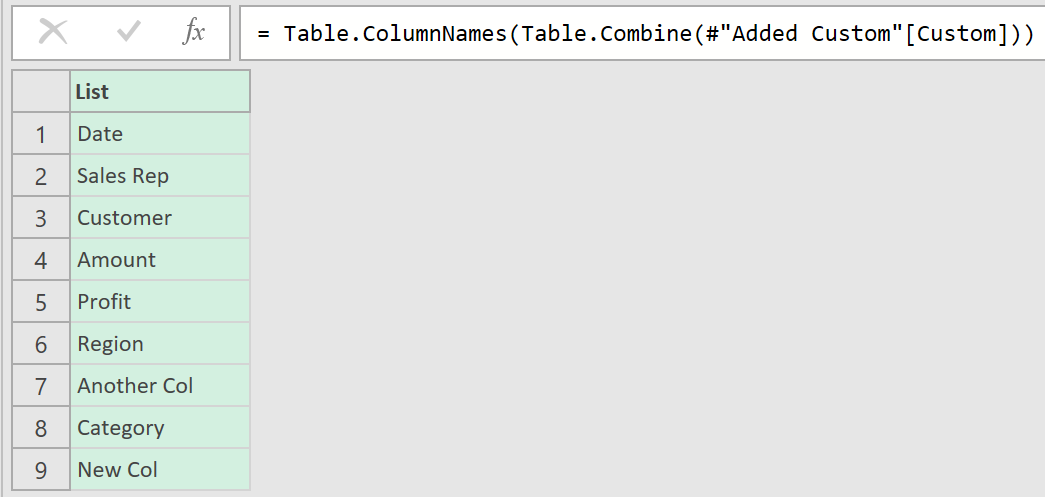 fx = Table.ColumnNames(Table.Combine(#"Added Custom"[Custom]))
List
1 Date
2 Sales Rep
3 Customer
4 Amount
5 Profit
6 Region
7 Another Col
8 Category
9 New Col